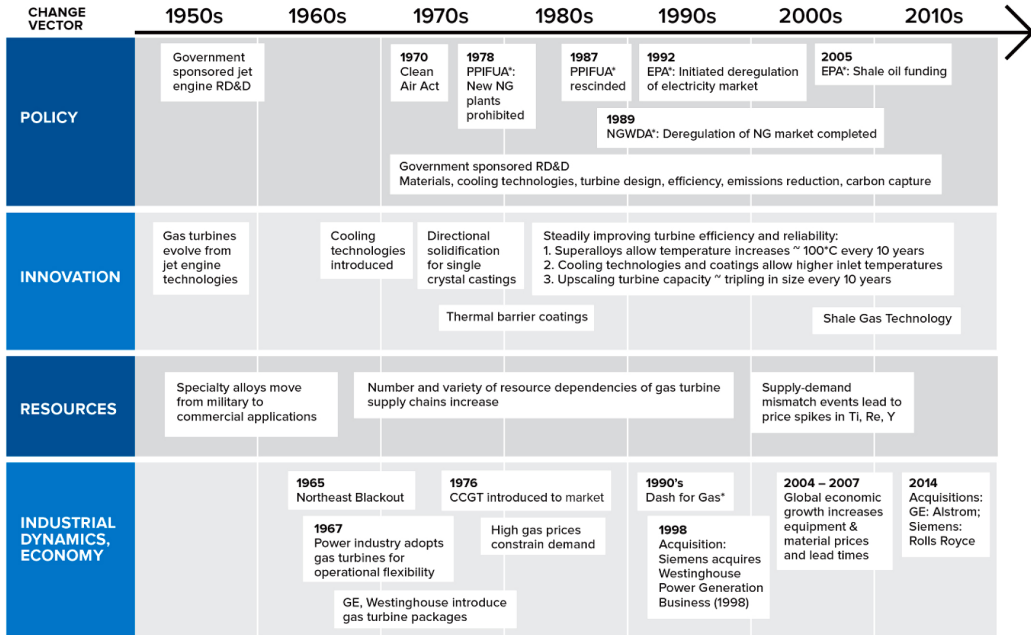 CHANGE
VECTOR
1950s
1960s
1970s
1980s
1990s
2000s
2010s
POLICY
Government
sponsored jet
engine RD&D
1970
Clean
Air Act
1978
PPIFUA*:
New NG
plants
prohibited
1987
PPIFUA*
rescinded
1992
EPA*: Initiated deregulation
of electricity market
2005
EPA*: Shale oil funding
1989
NGWDA*: Deregulation of NG market completed
Government sponsored RD&D
Materials, cooling technologies, turbine design, efficiency, emissions reduction, carbon capture
INNOVATION
Gas turbines
evolve from
jet engine
technologies
Cooling
technologies
introduced
Directional
solidification
for single
crystal castings
Steadily improving turbine efficiency and reliability:
1. Superalloys allow temperature increases ~ 100°C every 10 years
2. Cooling technologies and coatings allow higher inlet temperatures
3. Upscaling turbine capacity ~ tripling in size every 10 years
Thermal barrier coatings
Shale Gas Technology
RESOURCES
Specialty alloys move
from military to
commercial applications
Number and variety of resource dependencies of gas turbine
supply chains increase
Supply-demand
mismatch events lead to
price spikes in Ti, Re, Y
INDUSTRIAL
DYNAMICS,
ECONOMY
1965
Northeast Blackout
1967
Power industry adopts
gas turbines for
operational flexibility
GE, Westinghouse introduce
gas turbine packages
1976
CCGT introduced to market
High gas prices
constrain demand
1990's
Dash for Gas*
1998
Acquisition:
Siemens acquires
Westinghouse
Power Generation
Business (1998)
2004 – 2007
Global economic
growth increases
equipment &
material prices
and lead times
2014
Acquisitions:
GE: Alstrom;
Siemens:
Rolls Royce